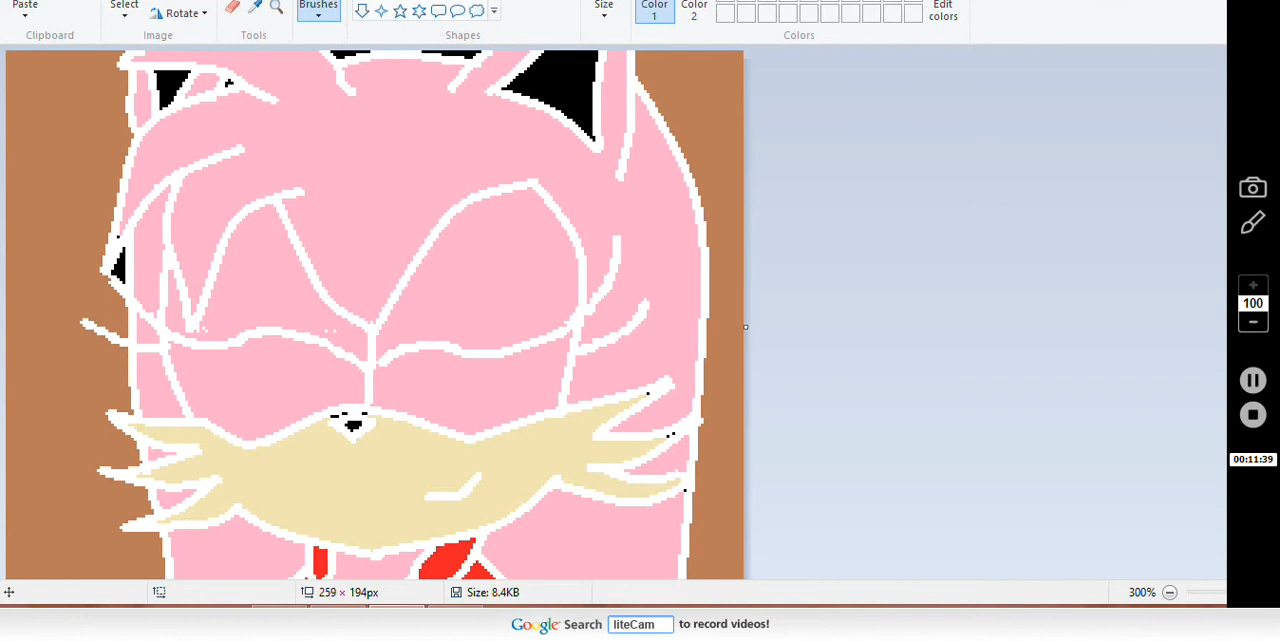 Paste
Select
Rotate
Brushes
Size
Color
1
Color
2
Edit
colors
Clipboard
Image
Tools
Shapes
Colors
100
00:11:39
259 × 194px
Size: 8.4KB
300%
Google Search liteCam to record videos!